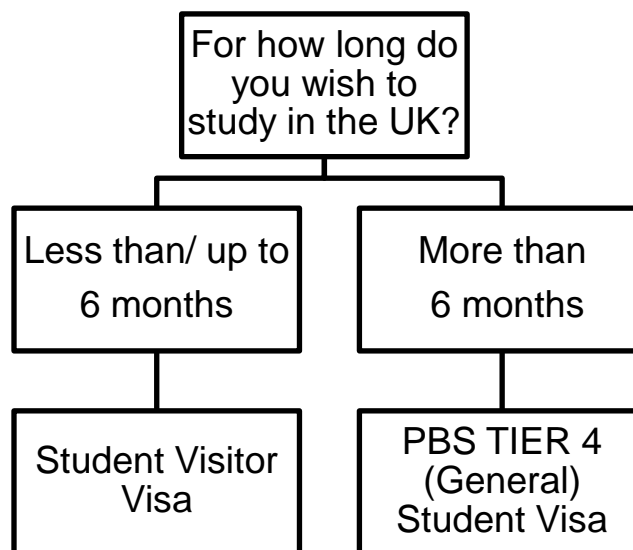 For how long do
you wish to
study in the UK?
Less than/ up to
6 months
More than
6 months
Student Visitor
Visa
PBS TIER 4
(General)
Student Visa